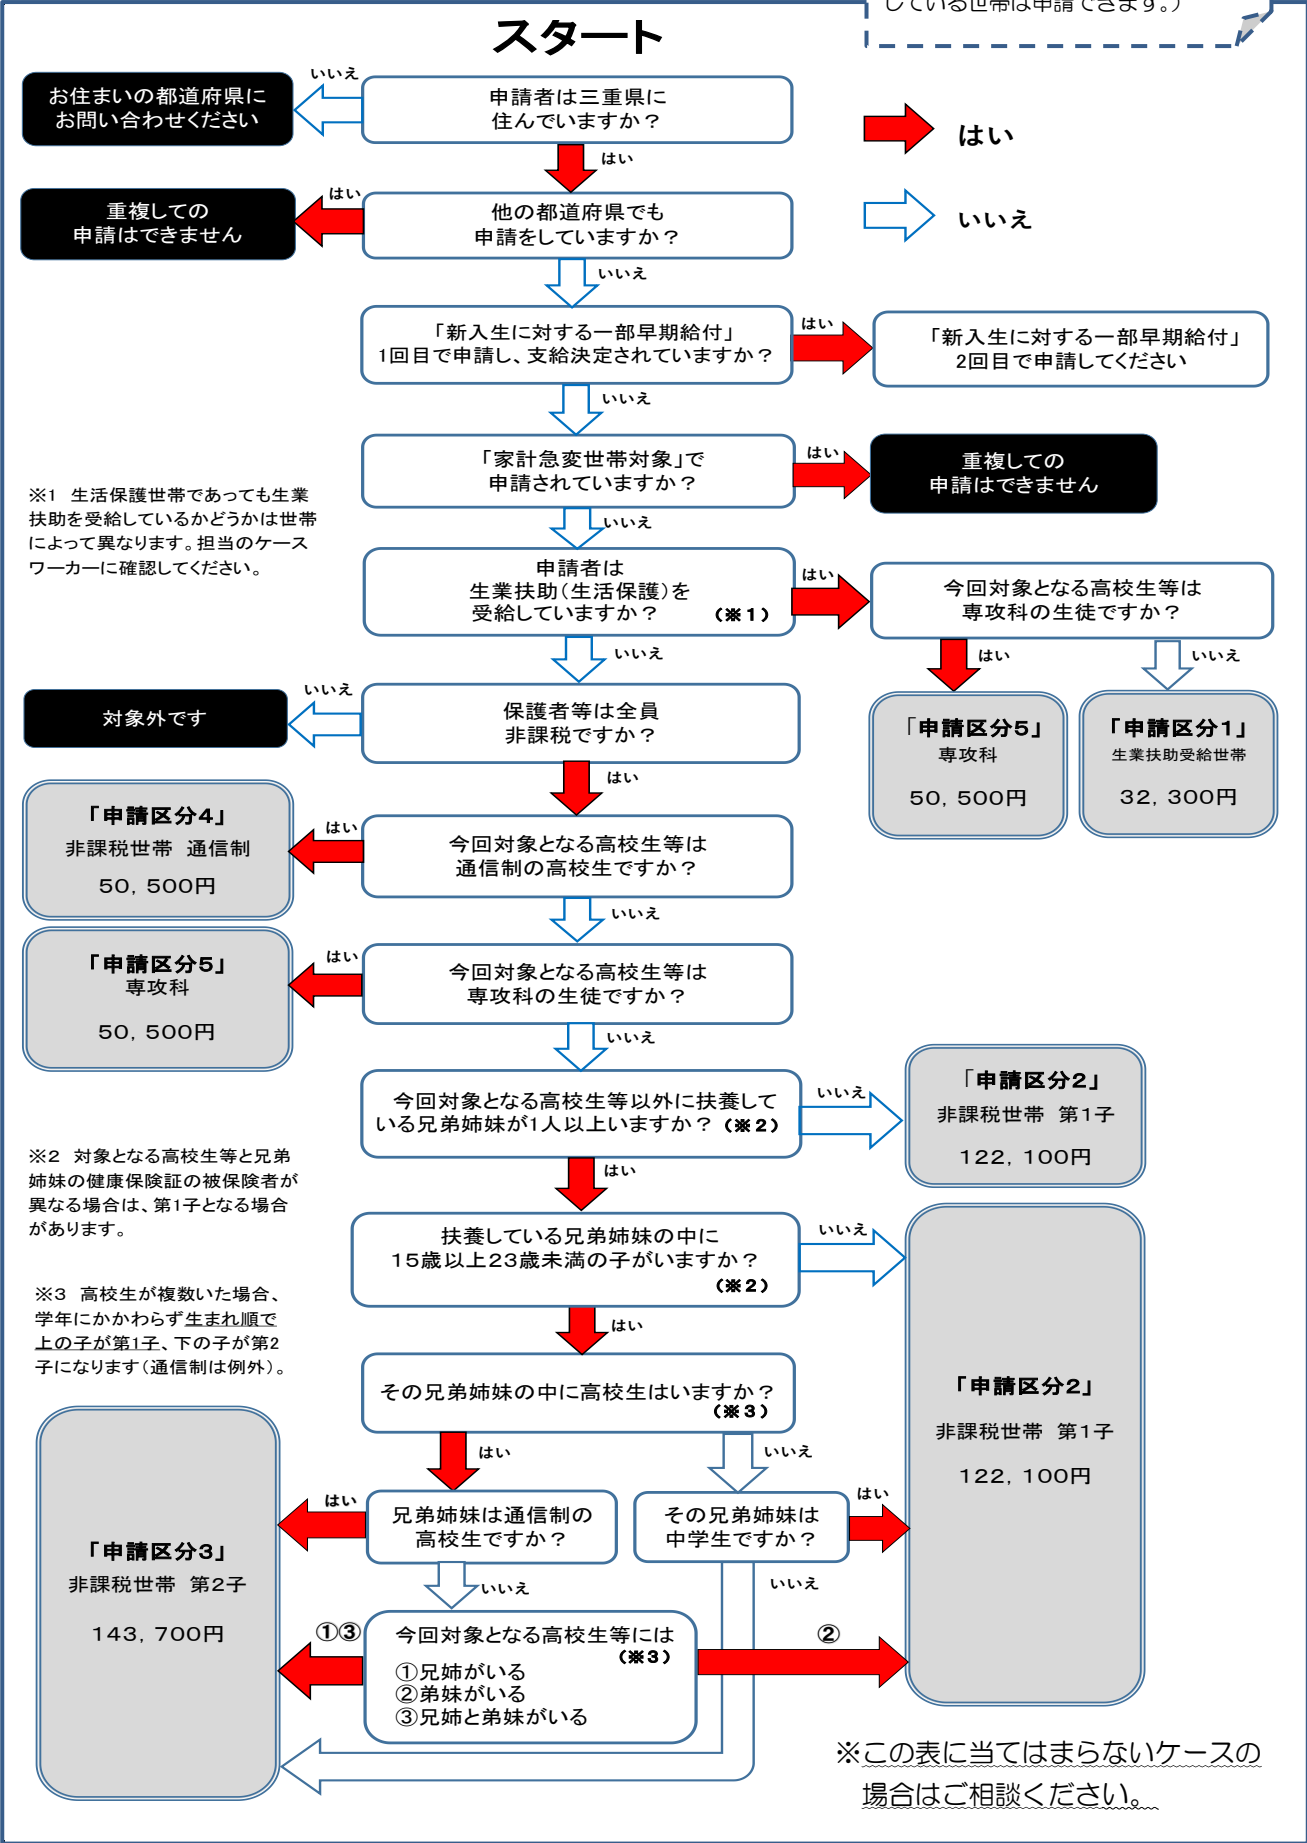 している世帯は申請できます。）
スタート
いいえ
お住まいの都道府県に
お問い合わせください
申請者は三重県に
住んでいますか？
はい
はい
はい
重複しての
申請はできません
他の都道府県でも
申請をしていますか？
いいえ
いいえ
「新入生に対する一部早期給付」
1回目で申請し、支給決定されていますか？
はい
「新入生に対する一部早期給付」
2回目で申請してください
いいえ
「家計急変世帯対象」で
申請されていますか？
はい
重複しての
申請はできません
※1 生活保護世帯であっても生業
扶助を受給しているかどうかは世帯
によって異なります。担当のケース
ワーカーに確認してください。
いいえ
申請者は
生業扶助（生活保護）を
受給していますか？ （※1）
はい
今回対象となる高校生等は
専攻科の生徒ですか？
いいえ
はい
いいえ
いいえ
対象外です
保護者等は全員
非課税ですか？
「申請区分5」
専攻科
50，500円
「申請区分1」
生業扶助受給世帯
32，300円
はい
「申請区分4」
非課税世帯 通信制
50，500円
はい
今回対象となる高校生等は
通信制の高校生ですか？
いいえ
「申請区分5」
専攻科
50，500円
はい
今回対象となる高校生等は
専攻科の生徒ですか？
いいえ
今回対象となる高校生等以外に扶養して
いる兄弟姉妹が1人以上いますか？（※2）
いいえ
「申請区分2」
非課税世帯 第1子
122，100円
※2 対象となる高校生等と兄弟
姉妹の健康保険証の被保険者が
異なる場合は、第1子となる場合
があります。
はい
扶養している兄弟姉妹の中に
15歳以上23歳未満の子がいますか？
（※2）
いいえ
※3 高校生が複数いた場合、
学年にかかわらず生まれ順で
上の子が第1子、下の子が第2
子になります（通信制は例外）。
はい
その兄弟姉妹の中に高校生はいますか？
（※3）
「申請区分2」
非課税世帯 第1子
122，100円
はい
いいえ
はい
兄弟姉妹は通信制の
高校生ですか？
その兄弟姉妹は
中学生ですか？
はい
「申請区分3」
非課税世帯 第2子
143，700円
いいえ
いいえ
①③
今回対象となる高校生等には
（※3）
①兄姉がいる
②弟妹がいる
③兄姉と弟妹がいる
②
※この表に当てはまらないケースの
場合はご相談ください。